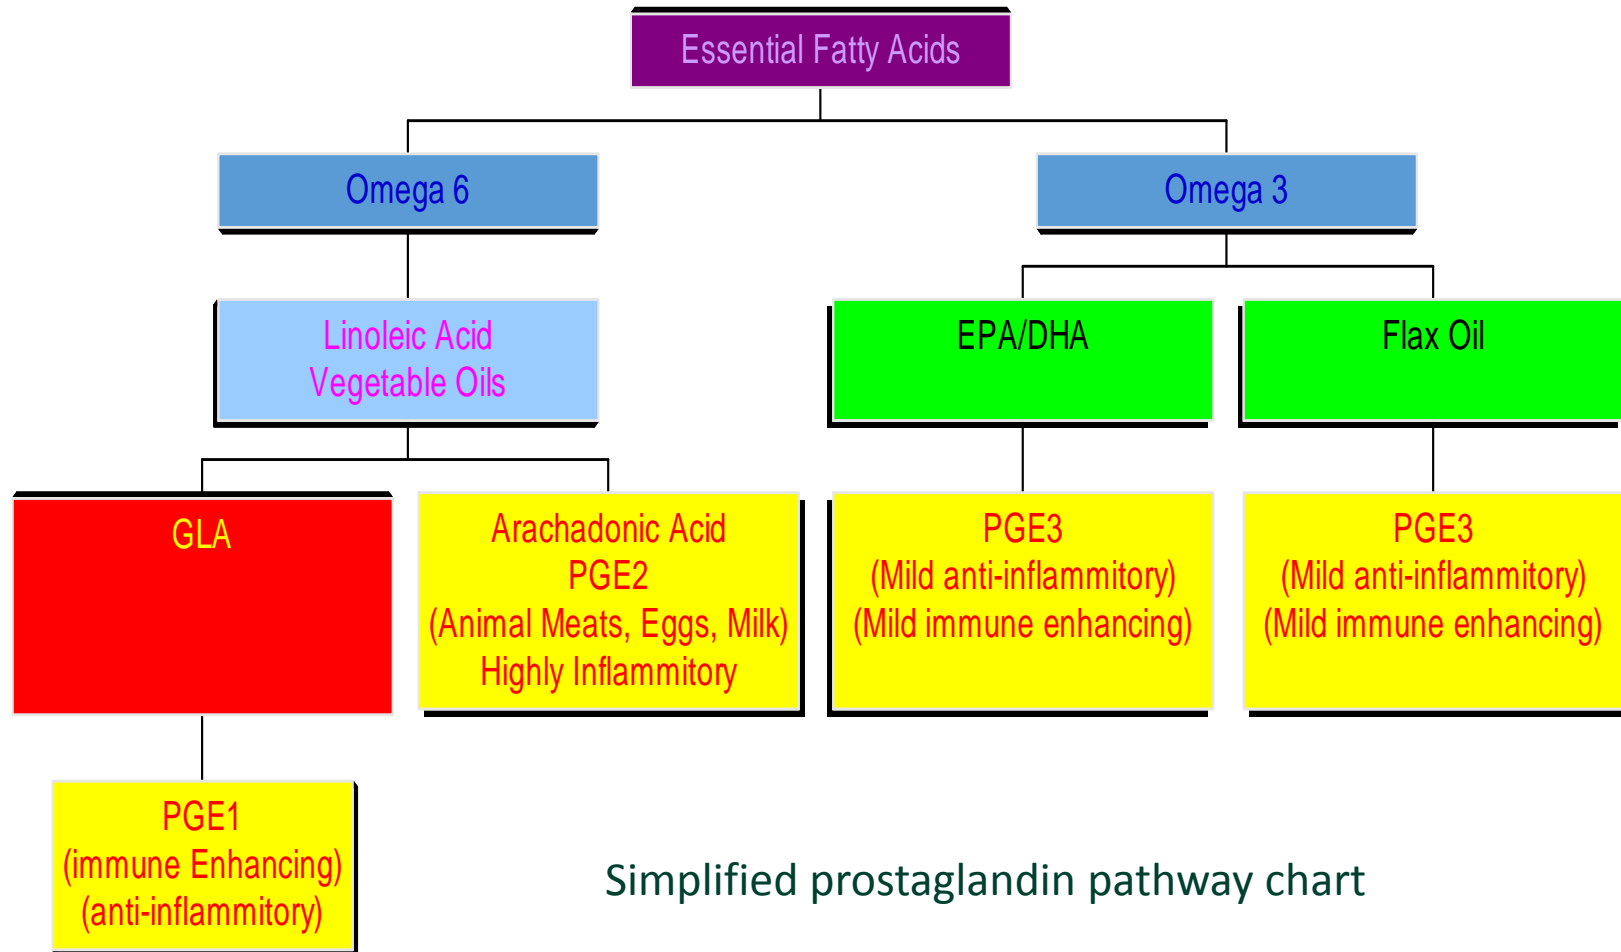 Essential Fatty Acids
Omega 6
Omega 3
Linoleic Acid
Vegetable Oils
EPA/DHA
Flax Oil
GLA
Arachadonic Acid
PGE2
(Animal Meats, Eggs, Milk)
Highly Inflammitory
PGE3
(Mild anti-inflammitory)
(Mild immune enhancing)
PGE3
(Mild anti-inflammitory)
(Mild immune enhancing)
PGE1
(immune Enhancing)
(anti-inflammitory)
Simplified prostaglandin pathway chart